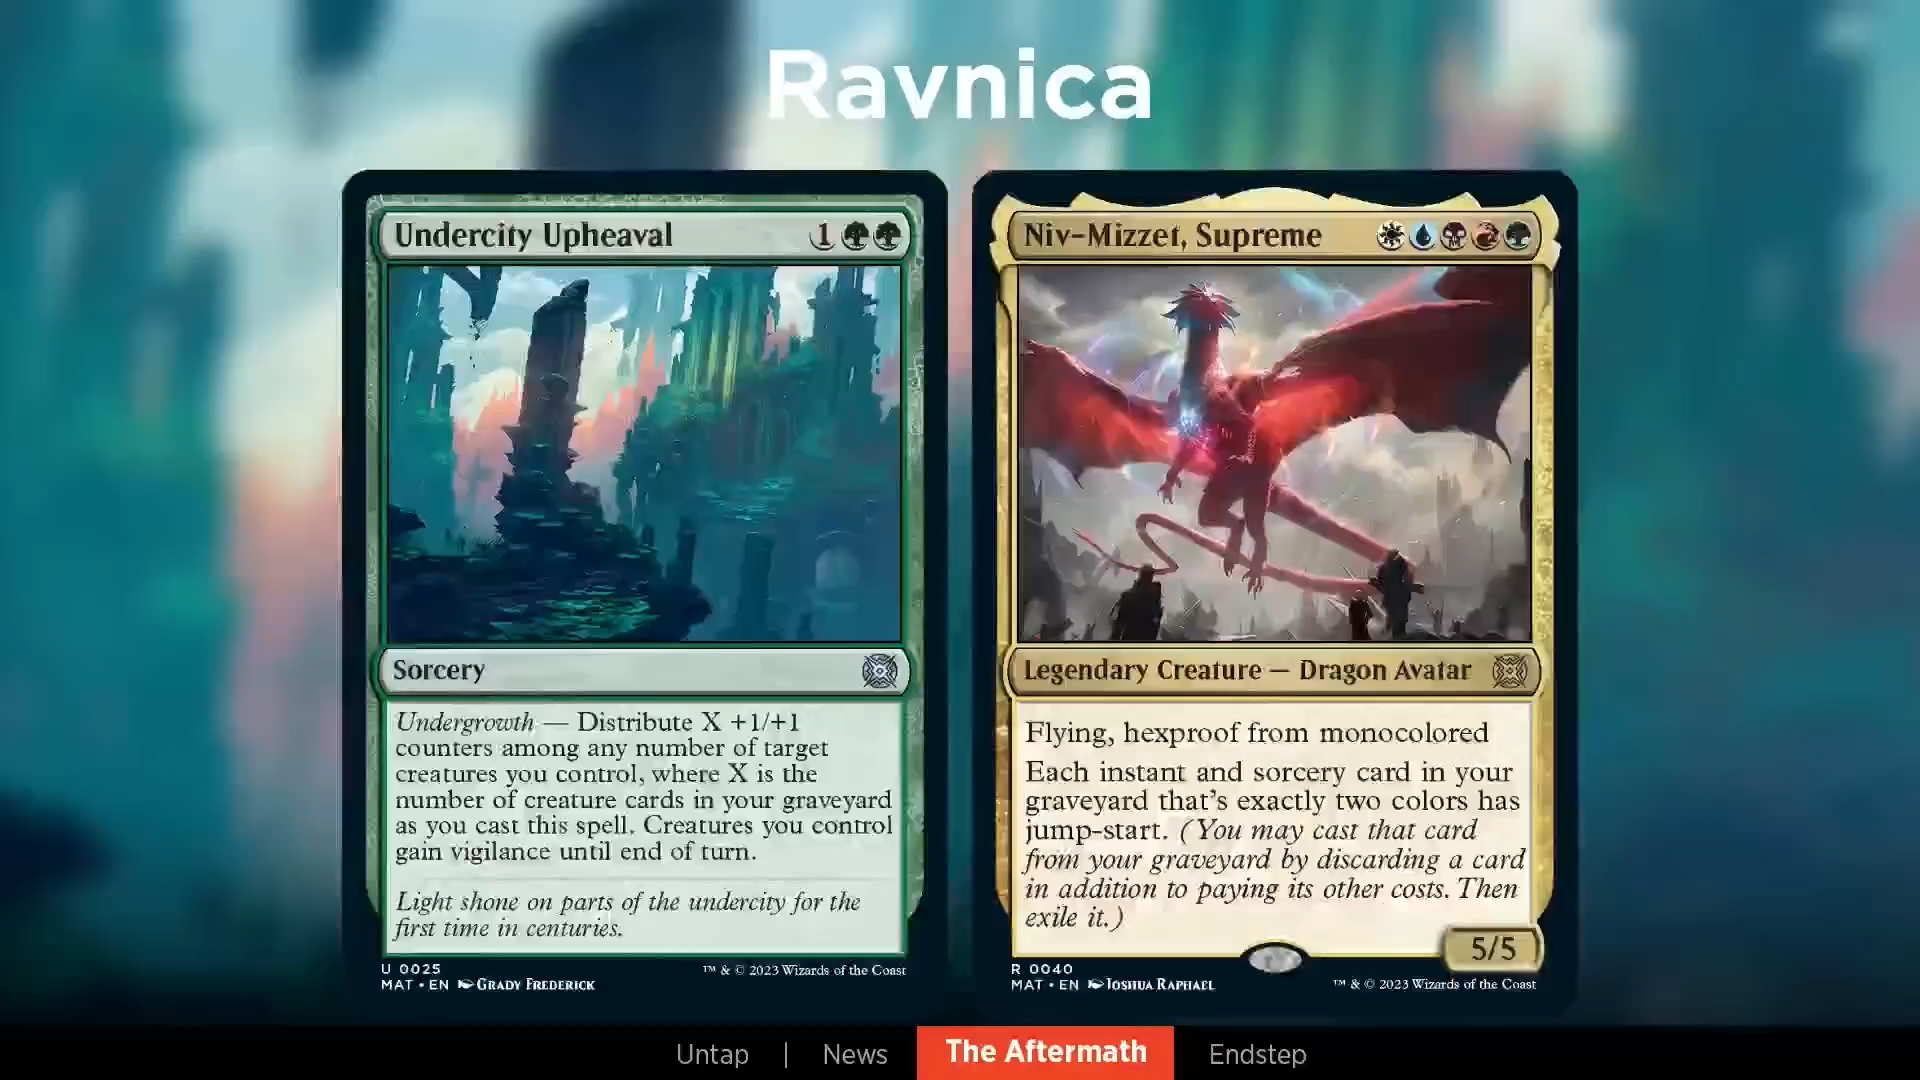 Ravnica
Undercity Upheaval 1
Sorcery
Undergrowth — Distribute X +1/+1
counters among any number of target
creatures you control, where X is the
number of creature cards in your graveyard
as you cast this spell. Creatures you control
gain vigilance until end of turn.
Light shone on parts of the undercity for the
first time in centuries.
U 0025
MAT • EN GRADY FREDERICK
™ & © 2023 Wizards of the Coast
Niv-Mizzet, Supreme
Legendary Creature — Dragon Avatar
Flying, hexproof from monocolored
Each instant and sorcery card in your
graveyard that's exactly two colors has
jump-start. (You may cast that card
from your graveyard by discarding a card
in addition to paying its other costs. Then
exile it.)
5/5
R 0040
MAT • EN JOSHUA RAPHAEL
™ & © 2023 Wizards of the Coast
Untap | News The Aftermath Endstep